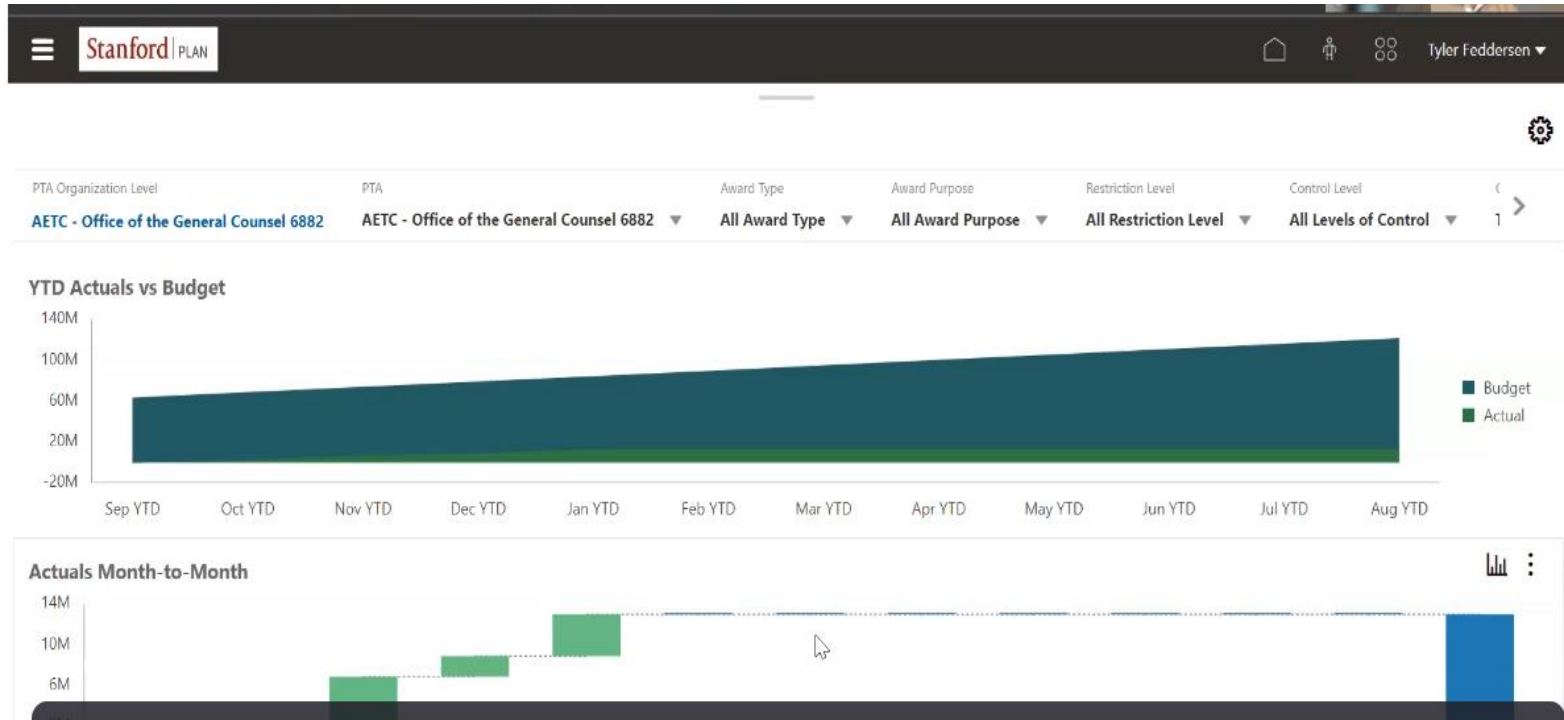 Stanford PLAN
Tyler Feddersen
PTA Organization Level PTA Award Type Award Purpose Restriction Level Control Level
AETC - Office of the General Counsel 6882 AETC - Office of the General Counsel 6882 All Award Type All Award Purpose All Restriction Level All Levels of Control
YTD Actuals vs Budget
140M
100M
60M
20M
-20M
Budget
Actual
Sep YTD Oct YTD Nov YTD Dec YTD Jan YTD Feb YTD Mar YTD Apr YTD May YTD Jun YTD Jul YTD Aug YTD
Actuals Month-to-Month
14M
10M
6M